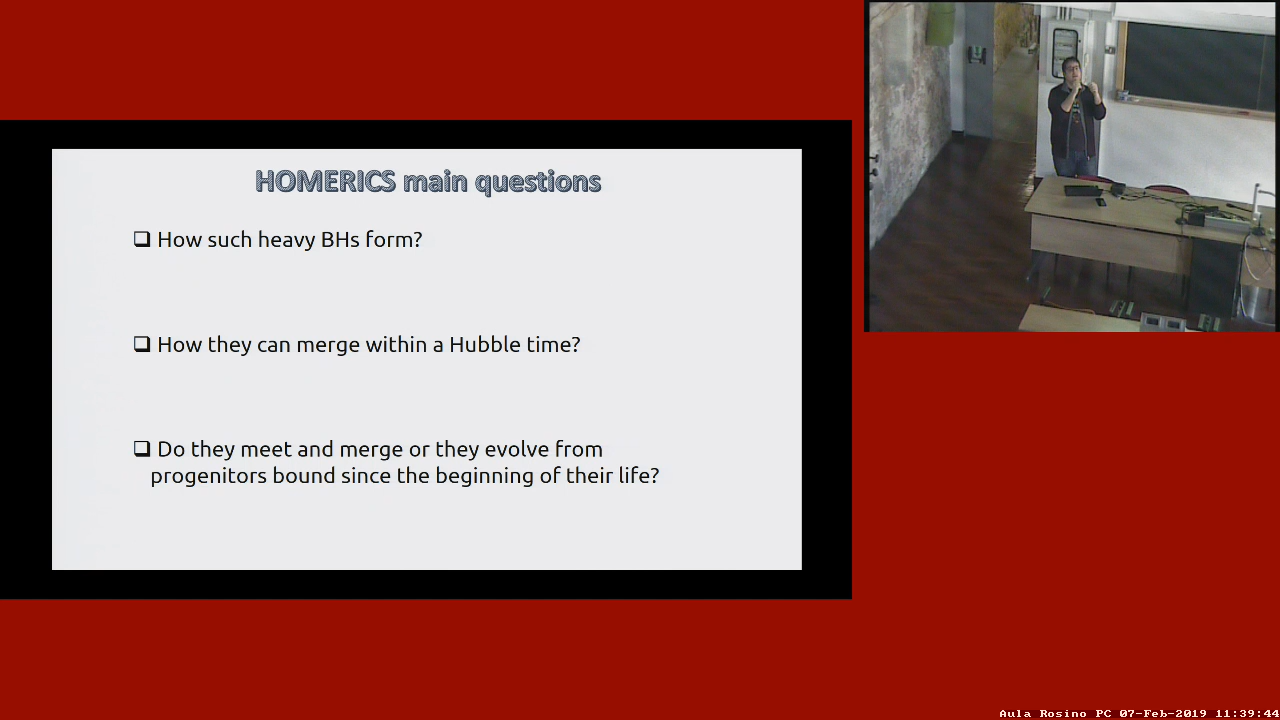 HOMERICS main questions
❑ How such heavy BHs form?
❑ How they can merge within a Hubble time?
❑ Do they meet and merge or they evolve from
progenitors bound since the beginning of their life?
Aula Rosino PC 07-Feb-2019 11:39:44